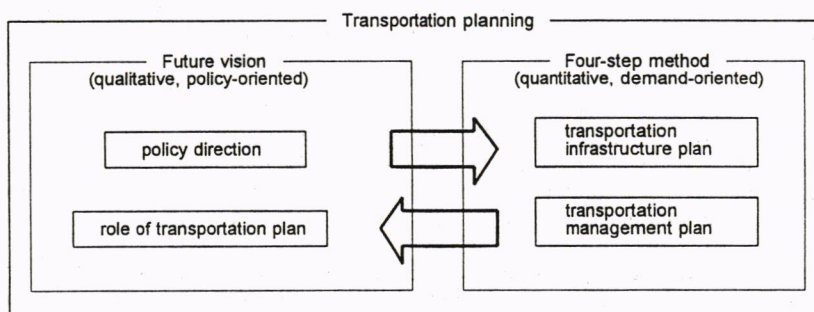 Transportation planning
Future vision
(qualitative, policy-oriented)
policy direction
role of transportation plan
Four-step method
(quantitative, demand-oriented)
transportation
infrastructure plan
transportation
management plan